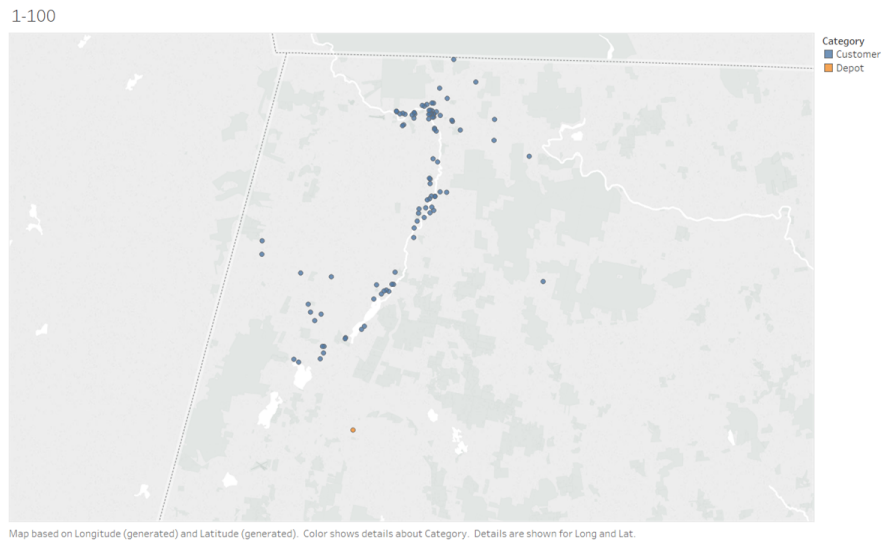 1-100
Category
Customer
Depot
Map based on Longitude (generated) and Latitude (generated).  Color shows details about Category.  Details are shown for Long and Lat.